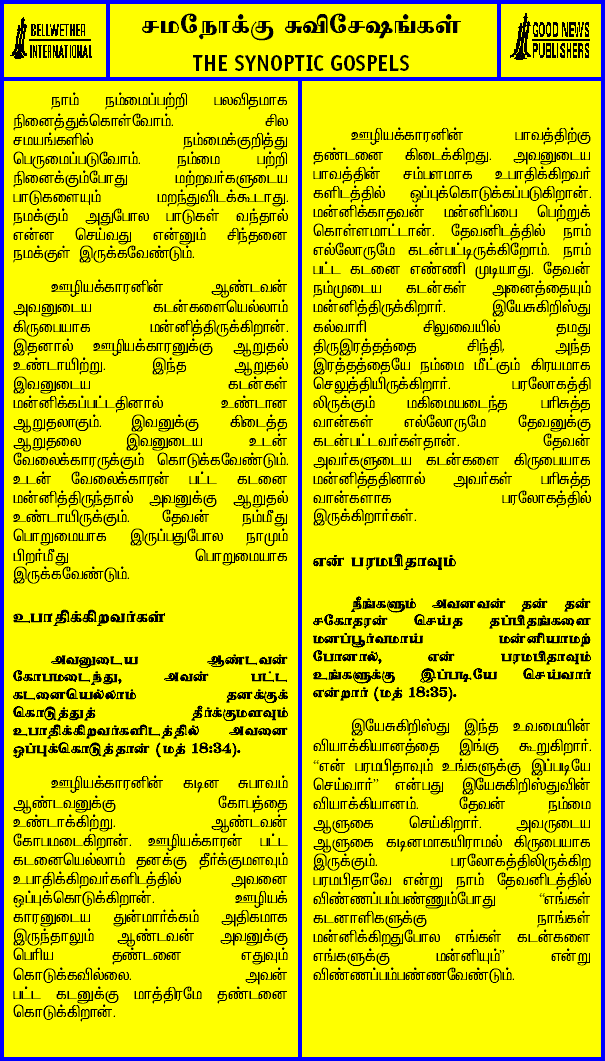 BELLWETHER
INTERNATIONAL
சமநோக்கு சுவிசேஷங்கள்
THE SYNOPTIC GOSPELS
GOOD NEWS
PUBLISHERS
நாம் நம்மைப்பற்றி பலவிதமாக
நினைத்துக்கொள்வோம். சில
சமயங்களில் நம்மைக்குறித்து
பெருமைப்படுவோம். நம்மை பற்றி
நினைக்கும்போது மற்றவர்களுடைய
பாடுகளையும் மறந்துவிடக்கூடாது.
நமக்கும் அதுபோல பாடுகள் வந்தால்
என்ன செய்வது என்னும் சிந்தனை
நமக்குள் இருக்கவேண்டும்.
ஊழியக்காரனின் ஆண்டவன்
அவனுடைய கடன்களையெல்லாம்
கிருபையாக மன்னித்திருக்கிறான்.
இதனால் ஊழியக்காரனுக்கு ஆறுதல்
உண்டாயிற்று. இந்த ஆறுதல்
இவனுடைய கடன்கள்
மன்னிக்கப்பட்டதினால் உண்டான
ஆறுதலாகும். இவனுக்கு கிடைத்த
ஆறுதலை இவனுடைய உடன்
வேலைக்காரருக்கும் கொடுக்கவேண்டும்.
உடன் வேலைக்காரன் பட்ட கடனை
மன்னித்திருந்தால் அவனுக்கு ஆறுதல்
உண்டாயிருக்கும். தேவன் நம்மீது
பொறுமையாக இருப்பதுபோல நாமும்
பிறர்மீது பொறுமையாக
இருக்கவேண்டும்.
உபாதிக்கிறவர்கள்
அவனுடைய ஆண்டவன்
கோபமடைந்து, அவன் பட்ட
கடனையெல்லாம் தனக்குக்
கொடுத்துத் தீர்க்குமளவும்
உபாதிக்கிறவர்களிடத்தில் அவனை
ஒப்புக்கொடுத்தான் (மத் 18:34).
ஊழியக்காரனின் கடின சுபாவம்
ஆண்டவனுக்கு கோபத்தை
உண்டாக்கிற்று. ஆண்டவன்
கோபமடைகிறான். ஊழியக்காரன் பட்ட
கடனையெல்லாம் தனக்கு தீர்க்குமளவும்
உபாதிக்கிறவர்களிடத்தில் அவனை
ஒப்புக்கொடுக்கிறான். ஊழியக்
காரனுடைய துன்மார்க்கம் அதிகமாக
இருந்தாலும் ஆண்டவன் அவனுக்கு
பெரிய தண்டனை எதுவும்
கொடுக்கவில்லை. அவன்
பட்ட கடனுக்கு மாத்திரமே தண்டனை
கொடுக்கிறான்.
ஊழியக்காரனின் பாவத்திற்கு
தண்டனை கிடைக்கிறது. அவனுடைய
பாவத்தின் சம்பளமாக உபாதிக்கிறவர்
களிடத்தில் ஒப்புக்கொடுக்கப்படுகிறான்.
மன்னிக்காதவன் மன்னிப்பை பெற்றுக்
கொள்ளமாட்டான். தேவனிடத்தில் நாம்
எல்லோருமே கடன்பட்டிருக்கிறோம். நாம்
பட்ட கடனை எண்ணி முடியாது. தேவன்
நம்முடைய கடன்கள் அனைத்தையும்
மன்னித்திருக்கிறார். இயேசுகிறிஸ்து
கல்வாரி சிலுவையில் தமது
திருஇரத்தத்தை சிந்தி, அந்த
இரத்தத்தையே நம்மை மீட்கும் கிரயமாக
செலுத்தியிருக்கிறார். பரலோகத்தி
லிருக்கும் மகிமையடைந்த பரிசுத்த
வான்கள் எல்லோருமே தேவனுக்கு
கடன்பட்டவர்கள்தான். தேவன்
அவர்களுடைய கடன்களை கிருபையாக
மன்னித்ததினால் அவர்கள் பரிசுத்த
வான்களாக பரலோகத்தில்
இருக்கிறார்கள்.
என் பரமபிதாவும்
நீங்களும் அவனவன் தன் தன்
சகோதரன் செய்த தப்பிதங்களை
மனப்பூர்வமாய் மன்னியாமற்
போனால், என் பரமபிதாவும்
உங்களுக்கு இப்படியே செய்வார்
என்றார் (மத் 18:35).
இயேசுகிறிஸ்து இந்த உவமையின்
வியாக்கியானத்தை இங்கு கூறுகிறார்.
“என் பரமபிதாவும் உங்களுக்கு இப்படியே
செய்வார்” என்பது இயேசுகிறிஸ்துவின்
வியாக்கியானம். தேவன் நம்மை
ஆளுகை செய்கிறார். அவருடைய
ஆளுகை கடினமாகயிராமல் கிருபையாக
இருக்கும். பரலோகத்திலிருக்கிற
பரமபிதாவே என்று நாம் தேவனிடத்தில்
விண்ணப்பம்பண்ணும்போது “எங்கள்
கடனாளிகளுக்கு நாங்கள்
மன்னிக்கிறதுபோல எங்கள் கடன்களை
எங்களுக்கு மன்னியும்” என்று
விண்ணப்பம்பண்ணவேண்டும்.